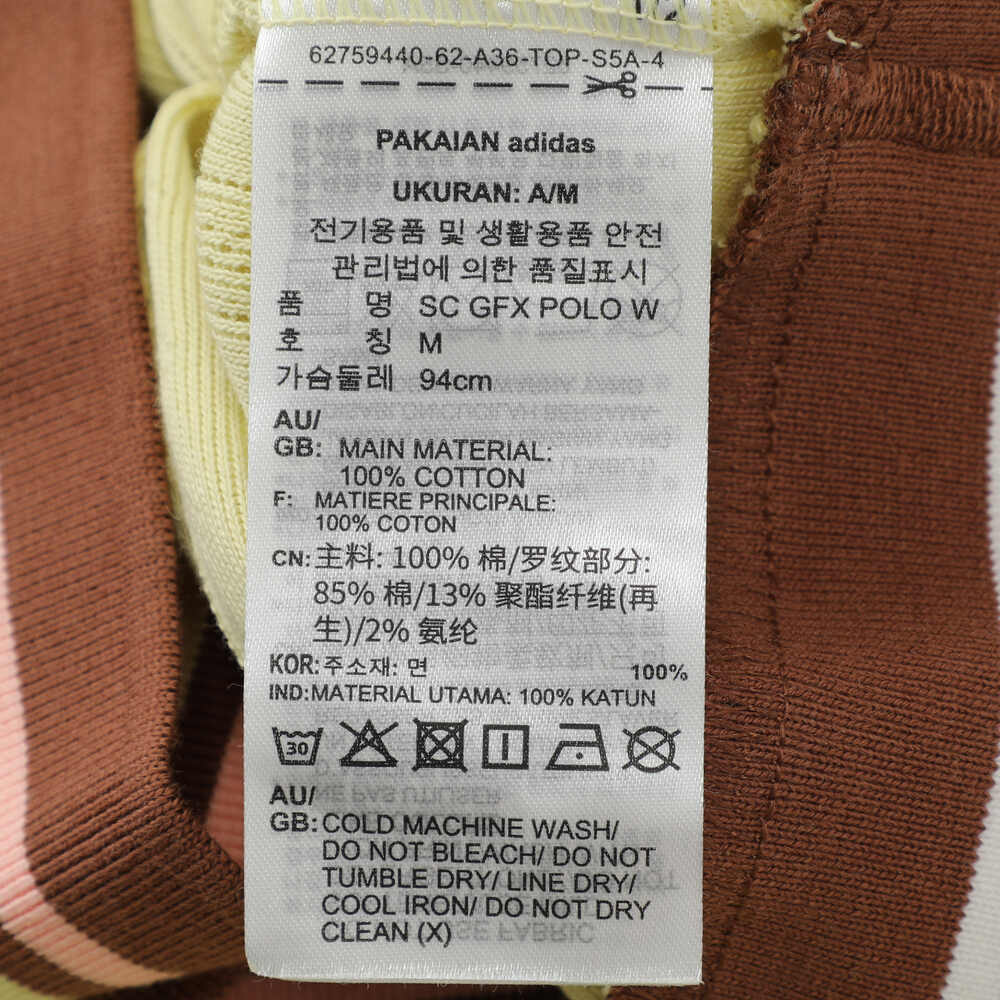 62759440-62-A36-TOP-S5A-4
PAKAIAN adidas
UKURAN: A/M
전기용품 및 생활용품 안전
관리법에 의한 품질표시
품 명 SC GFX POLO W
호 칭 M
가슴둘레 94cm
AU/
GB: MAIN MATERIAL:
100% COTTON
F: MATIERE PRINCIPALE:
100% COTON
CN: 主料: 100% 棉/罗纹部分:
85% 棉/13% 聚酯纤维(再
生)/2% 氨纶
KOR: 주소재: 면 100%
IND: MATERIAL UTAMA: 100% KATUN
30
AU/
GB: COLD MACHINE WASH/
DO NOT BLEACH/ DO NOT
TUMBLE DRY/ LINE DRY/
COOL IRON/ DO NOT DRY
CLEAN (X)